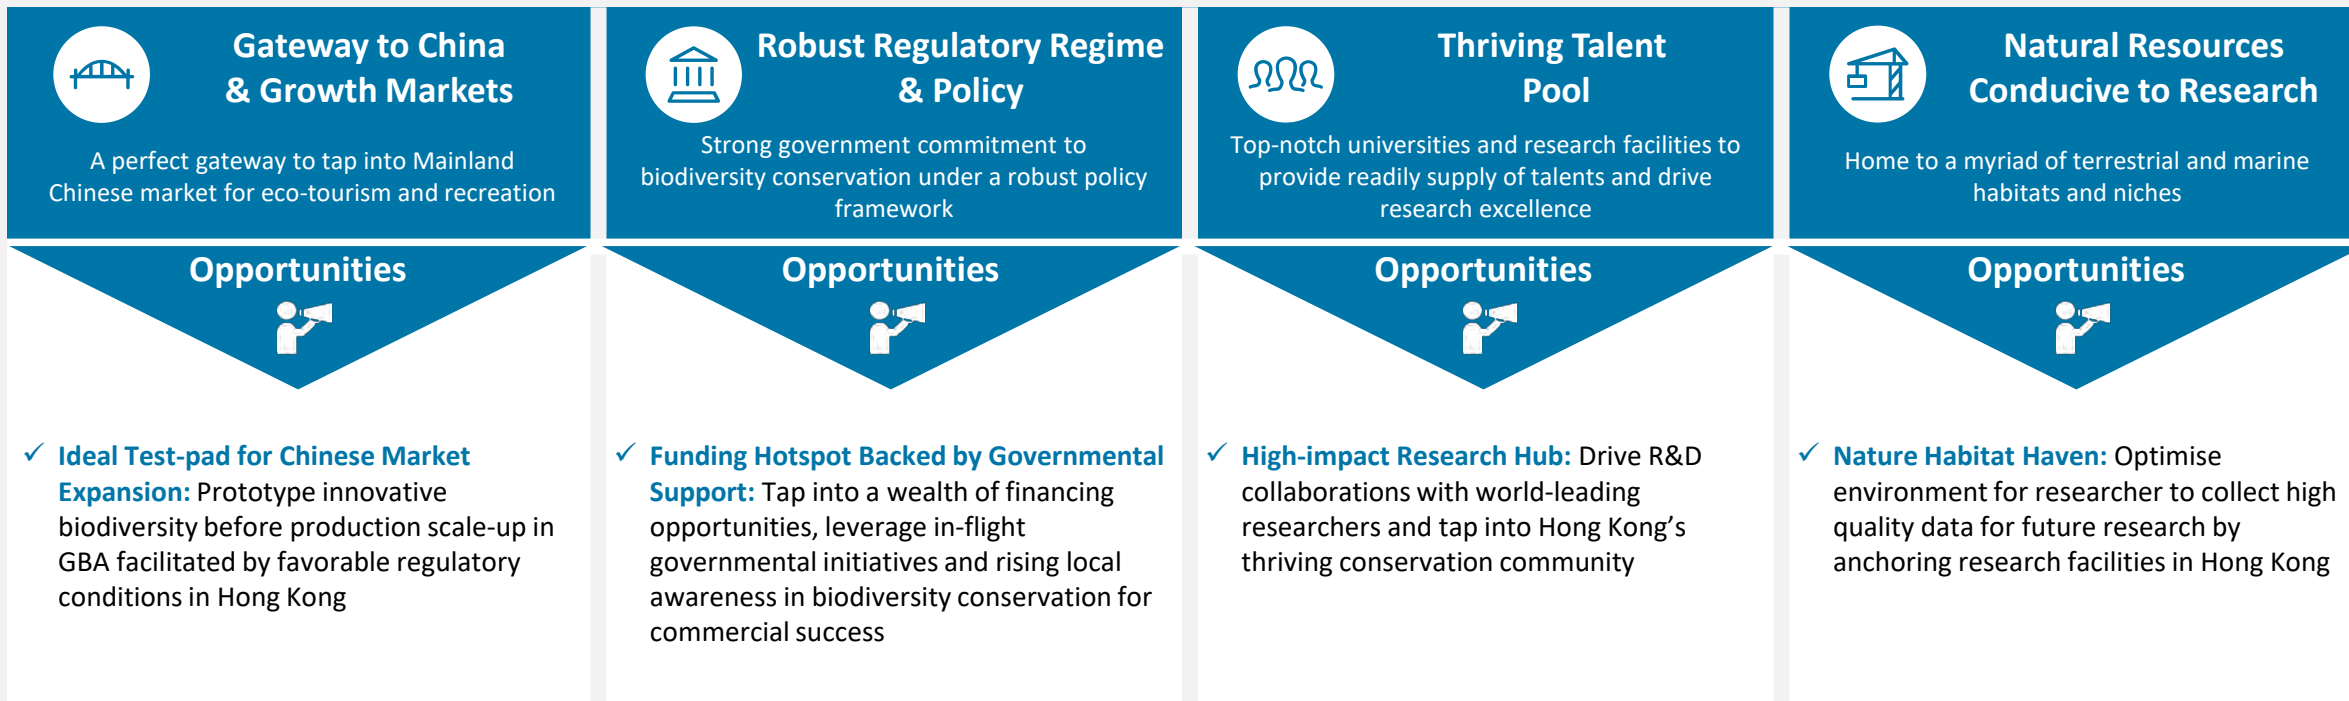 Gateway to China
& Growth Markets
A perfect gateway to tap into Mainland
Chinese market for eco-tourism and recreation
Opportunities
✓ Ideal Test-pad for Chinese Market
Expansion: Prototype innovative
biodiversity before production scale-up in
GBA facilitated by favorable regulatory
conditions in Hong Kong
Robust Regulatory Regime
& Policy
Strong government commitment to
biodiversity conservation under a robust policy
framework
Opportunities
✓ Funding Hotspot Backed by Governmental
Support: Tap into a wealth of financing
opportunities, leverage in-flight
governmental initiatives and rising local
awareness in biodiversity conservation for
commercial success
Thriving Talent
Pool
Top-notch universities and research facilities to
provide readily supply of talents and drive
research excellence
Opportunities
✓ High-impact Research Hub: Drive R&D
collaborations with world-leading
researchers and tap into Hong Kong’s
thriving conservation community
Natural Resources
Conducive to Research
Home to a myriad of terrestrial and marine
habitats and niches
Opportunities
✓ Nature Habitat Haven: Optimise
environment for researcher to collect high
quality data for future research by
anchoring research facilities in Hong Kong